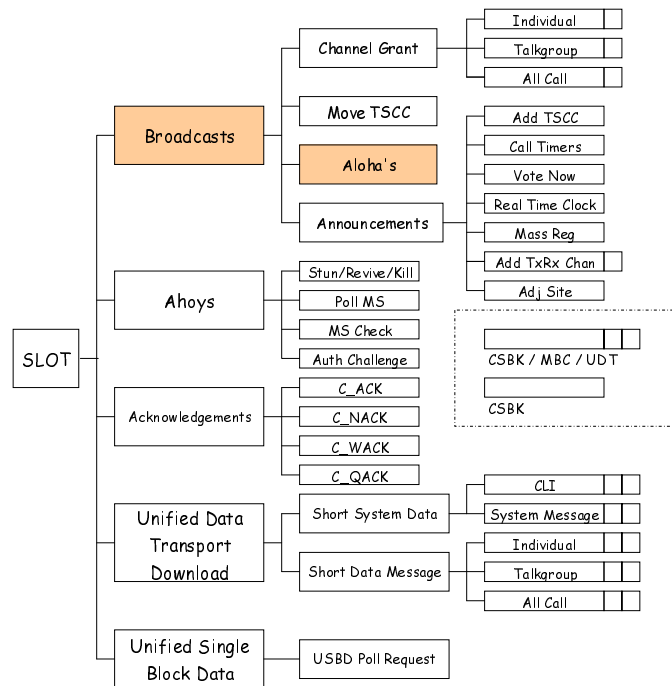 SLOT
Broadcasts
Channel Grant
Individual
Talkgroup
All Call
Move TSCC
Aloha's
Announcements
Add TSCC
Call Timers
Vote Now
Real Time Clock
Mass Reg
Add TxRx Chan
Adj Site
Ahoys
Stun/Revive/Kill
Poll MS
MS Check
Auth Challenge
CSBK / MBC / UDT
CSBK
Acknowledgements
C_ACK
C_NACK
C_WACK
C_QACK
Unified Data
Transport
Download
Short System Data
CLI
System Message
Short Data Message
Individual
Talkgroup
All Call
Unified Single
Block Data
USBD Poll Request